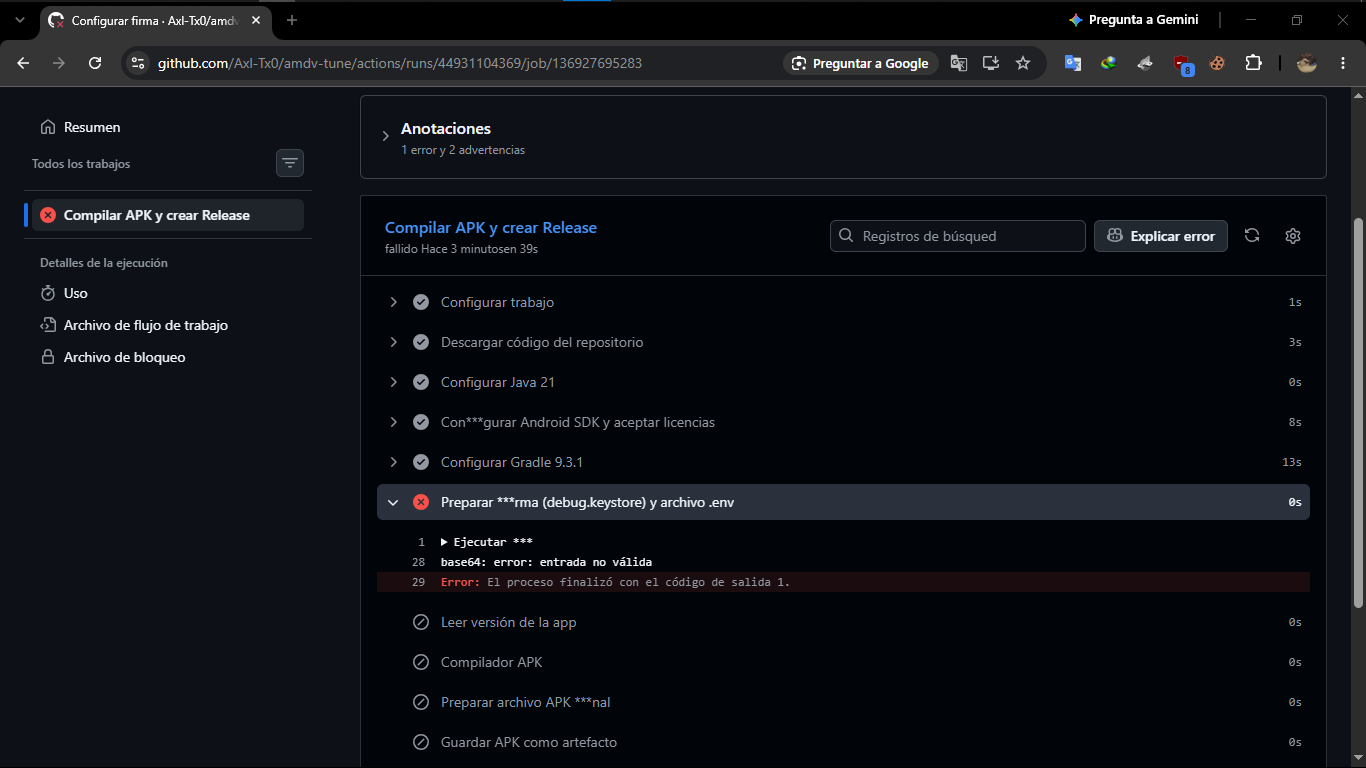 Configurar firma · Axl-Tx0/amdv
Pregunta a Gemini
github.com/Axl-Tx0/amdv-tune/actions/runs/44931104369/job/136927695283
Preguntar a Google
8
Resumen
Todos los trabajos
Compilar APK y crear Release
Detalles de la ejecución
Uso
Archivo de flujo de trabajo
Archivo de bloqueo
Anotaciones
1 error y 2 advertencias
Compilar APK y crear Release
fallido Hace 3 minutosen 39s
Registros de búsqued
Explicar error
Configurar trabajo 1s
Descargar código del repositorio 3s
Configurar Java 21 0s
Con***gurar Android SDK y aceptar licencias 8s
Configurar Gradle 9.3.1 13s
Preparar ***rma (debug.keystore) y archivo .env 0s
1 Ejecutar ***
28 base64: error: entrada no válida
29 Error: El proceso finalizó con el código de salida 1.
Leer versión de la app 0s
Compilador APK 0s
Preparar archivo APK ***nal 0s
Guardar APK como artefacto 0s